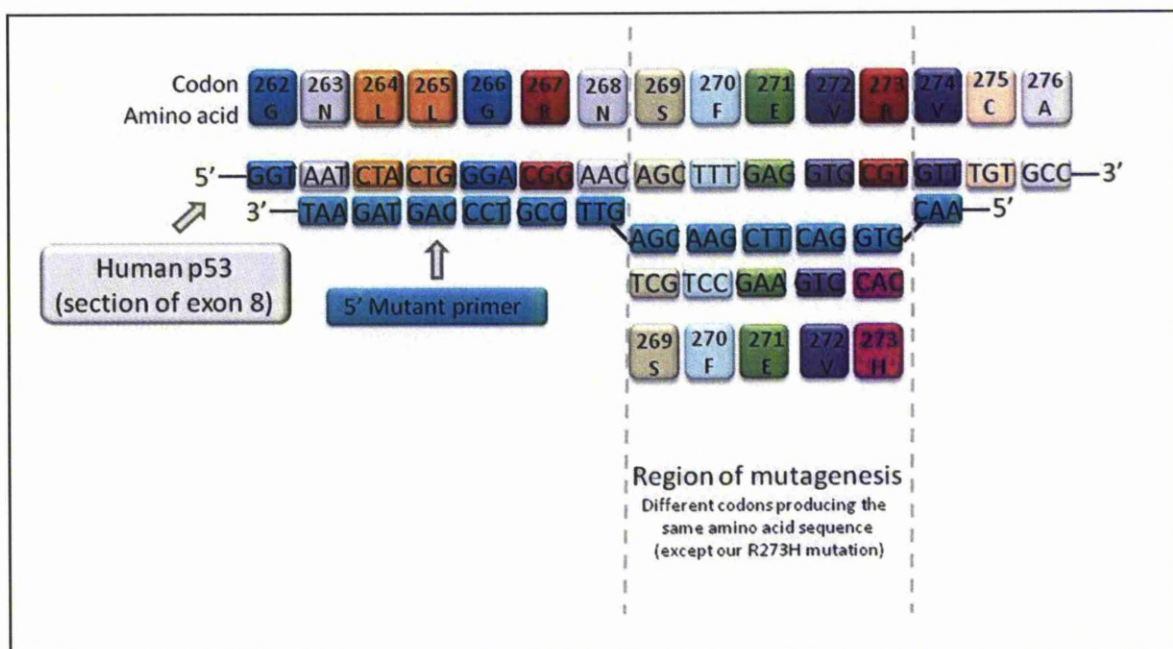 Codon 262 263 264 265 266 267 268 269 270 271 272 273 274 275 276
Amino acid G N L L G R N S F E V R V C A
5’ GGT AAT CTA CTG GGA CGG AAC AGC TTT GAG GTG CGT GTT TGT GCC 3’
3’ TAA GAT GAC CCT GCC TTG CAA 5’
AGC AAG CTT CAG GTG
Human p53
(section of exon 8)
5’ Mutant primer
TCG TCC GAA GTC CAC
269 270 271 272 273
S F E V H
Region of mutagenesis
Different codons producing the
same amino acid sequence
(except our R273H mutation)